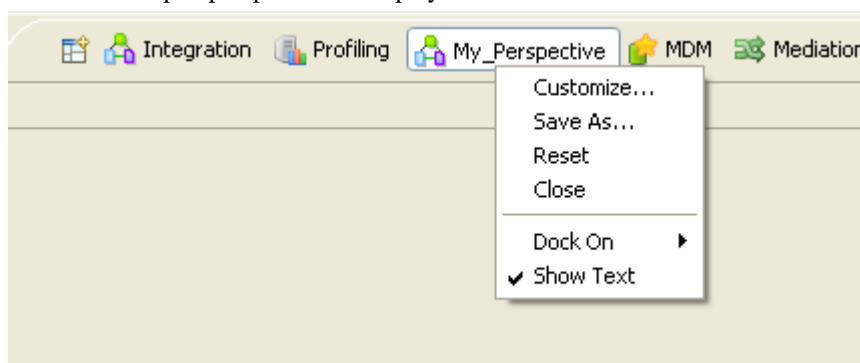 Integration Profiling My_Perspective MDM Mediation
Customize...
Save As...
Reset
Close
Dock On
Show Text